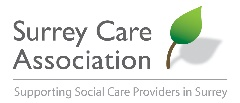 Surrey Care
Association
Supporting Social Care Providers in Surrey